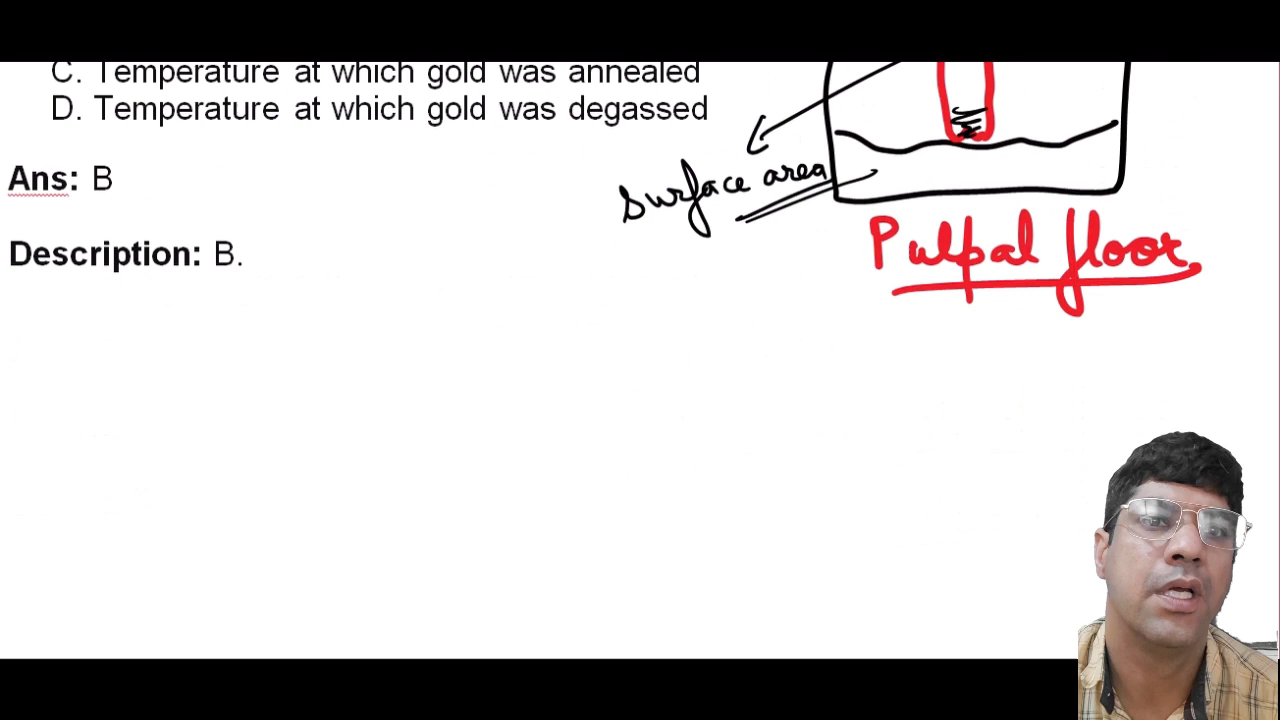 C. Temperature at which gold was annealed
D. Temperature at which gold was degassed
Ans: B
Surface area
Pulpal floor
Description: B.